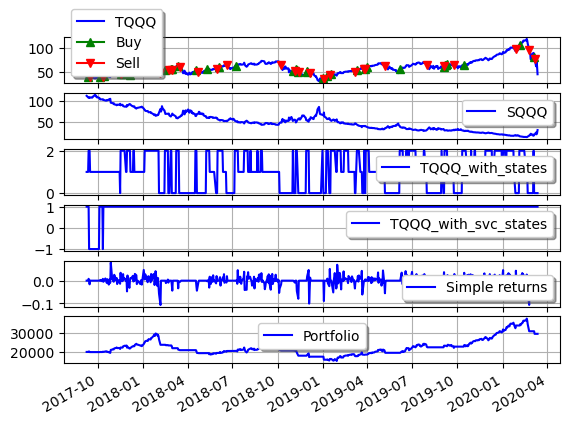 TQQQ
Buy
Sell
100
50
SQQQ
100
50
TQQQ_with_states
2
0
TQQQ_with_svc_states
1
0
−1
Simple returns
0.0
−0.1
Portfolio
30000
20000
2017-10 2018-01 2018-04 2018-07 2018-10 2019-01 2019-04 2019-07 2019-10 2020-01 2020-04